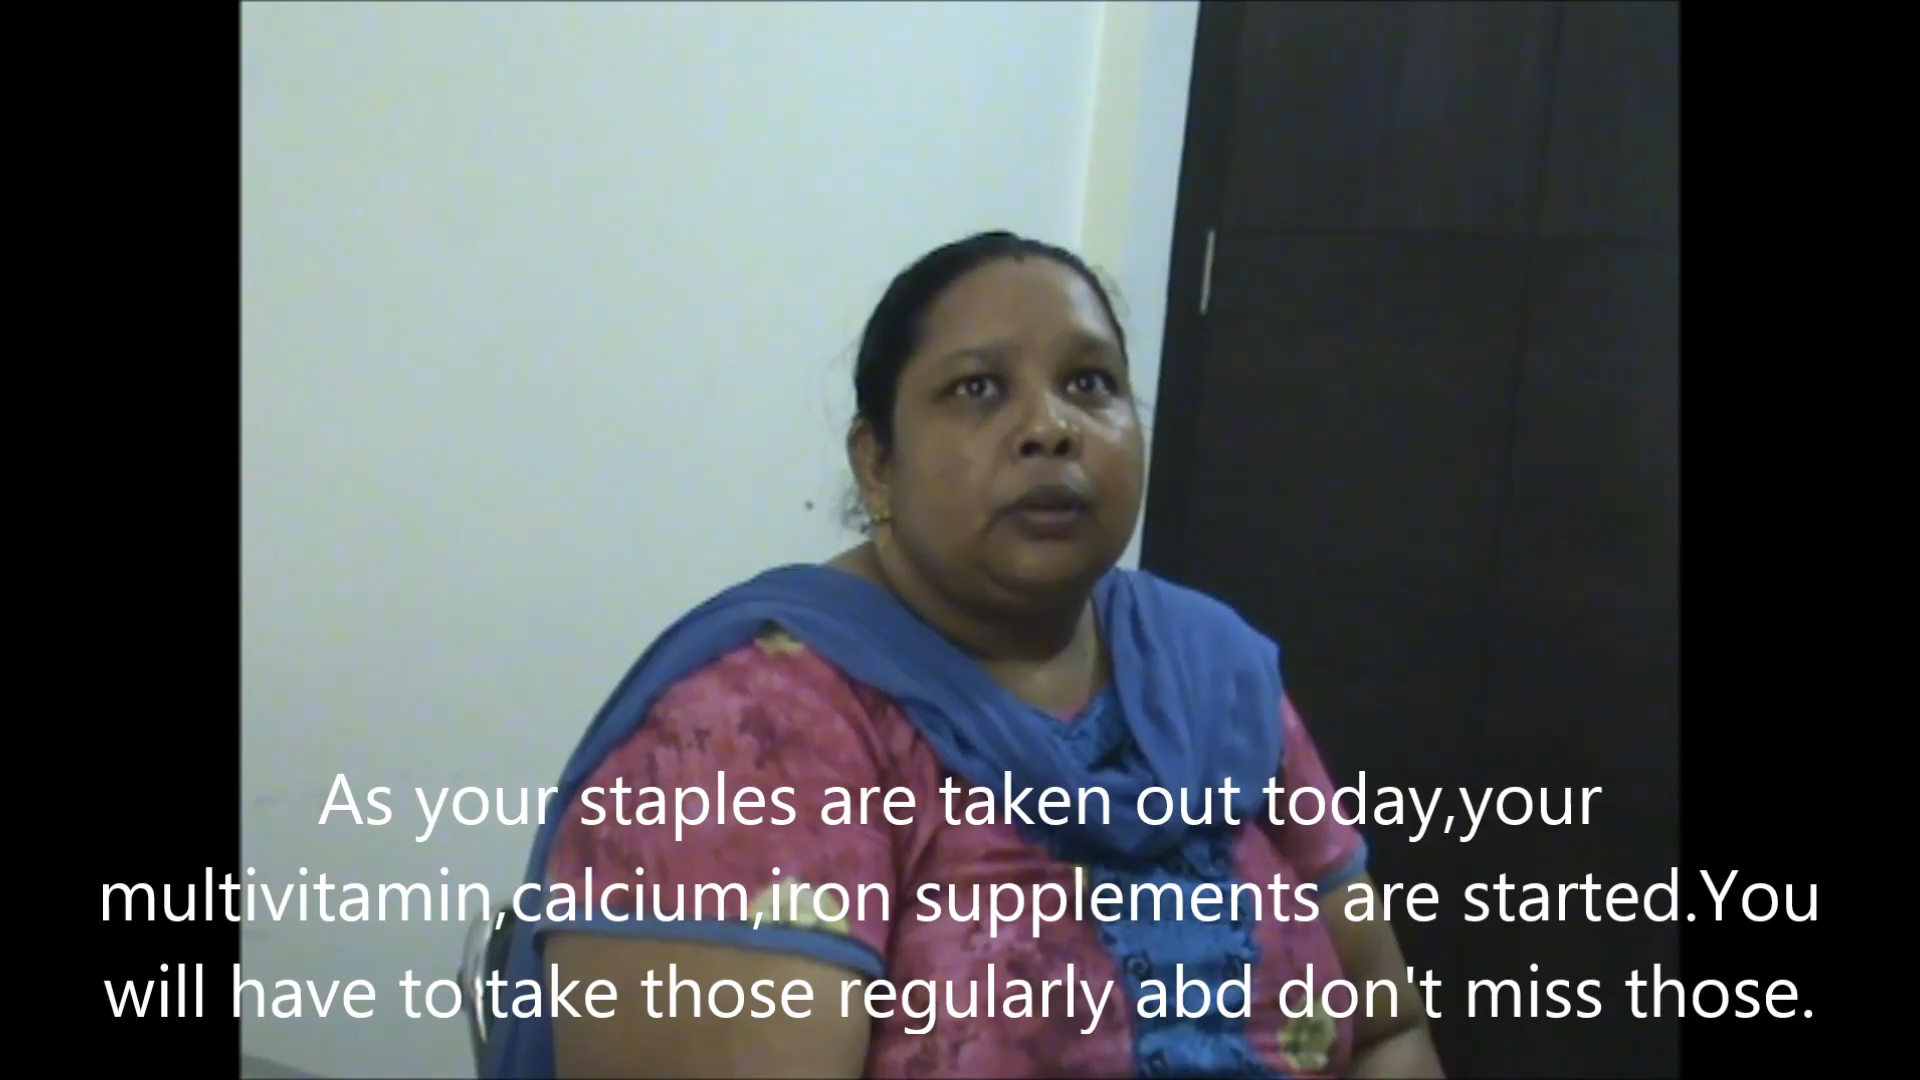 As your staples are taken out today,your
multivitamin,calcium,iron supplements are started.You
will have to take those regularly abd don't miss those.